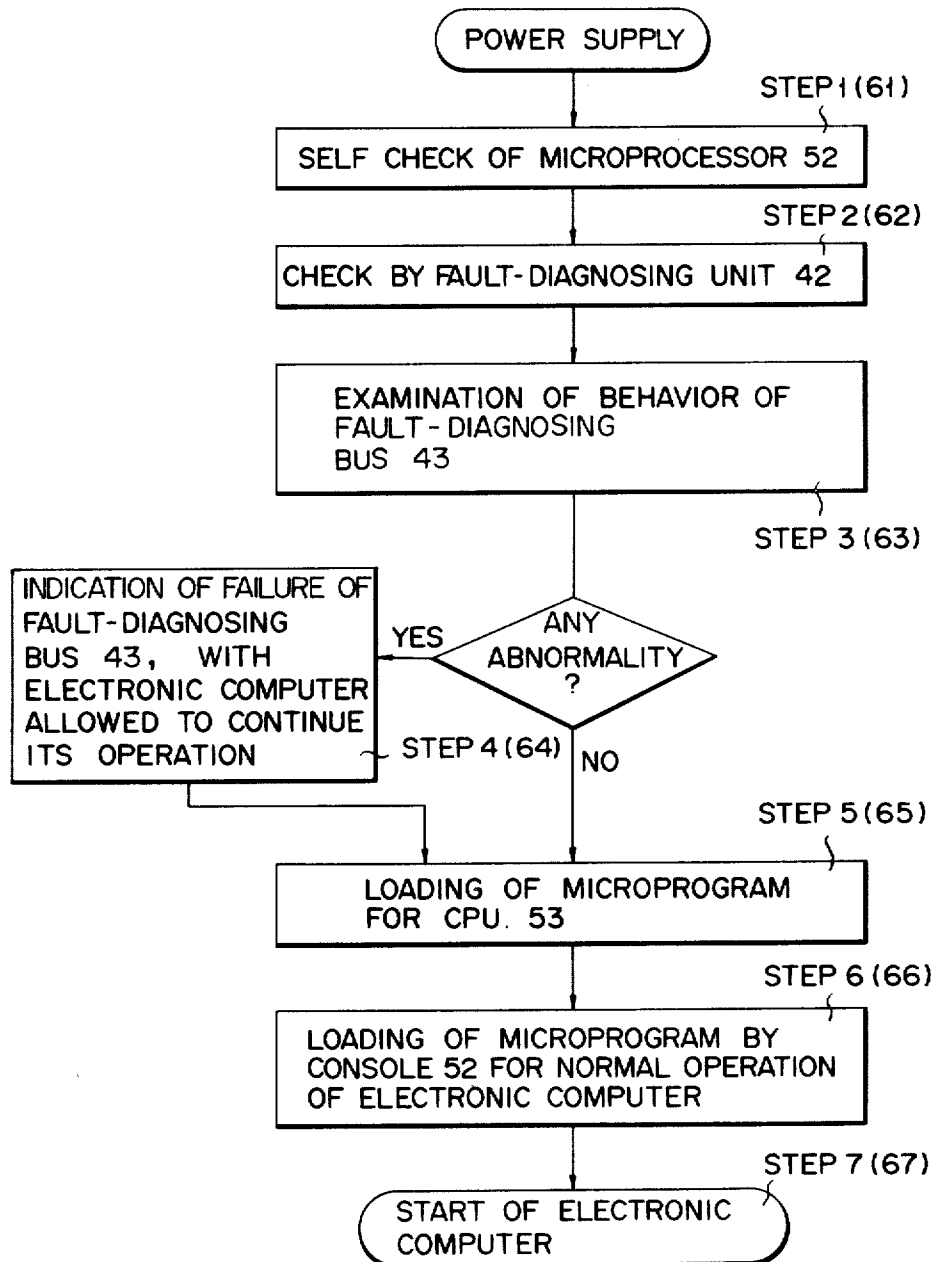 POWER SUPPLY
STEP 1 (61)
SELF CHECK OF MICROPROCESSOR 52
STEP 2 (62)
CHECK BY FAULT-DIAGNOSING UNIT 42
EXAMINATION OF BEHAVIOR OF
FAULT-DIAGNOSING
BUS 43
STEP 3 (63)
ANY
ABNORMALITY
?
YES
INDICATION OF FAILURE OF
FAULT-DIAGNOSING
BUS 43, WITH
ELECTRONIC COMPUTER
ALLOWED TO CONTINUE
ITS OPERATION
STEP 4 (64)
NO
STEP 5 (65)
LOADING OF MICROPROGRAM
FOR CPU. 53
STEP 6 (66)
LOADING OF MICROPROGRAM BY
CONSOLE 52 FOR NORMAL OPERATION
OF ELECTRONIC COMPUTER
STEP 7 (67)
START OF ELECTRONIC
COMPUTER